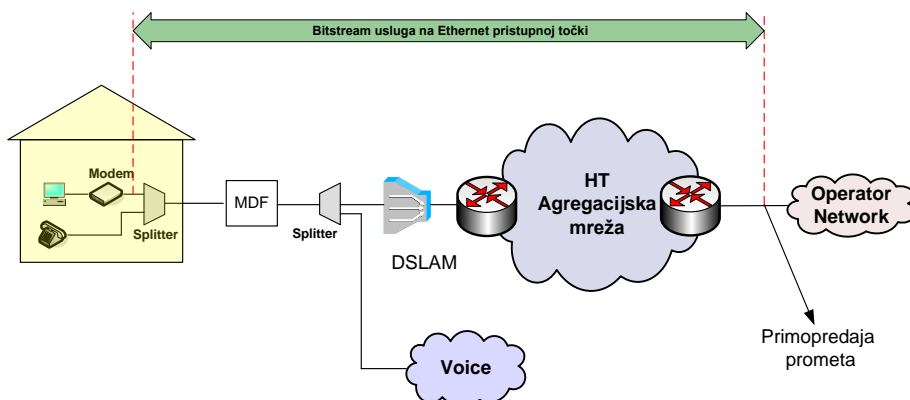 Bitstream usluga na Ethernet pristupnoj točki
Modem
Splitter
MDF
Splitter
DSLAM
HT
Agregacijska
mreža
Operator
Network
Voice
Primopredaja
prometa